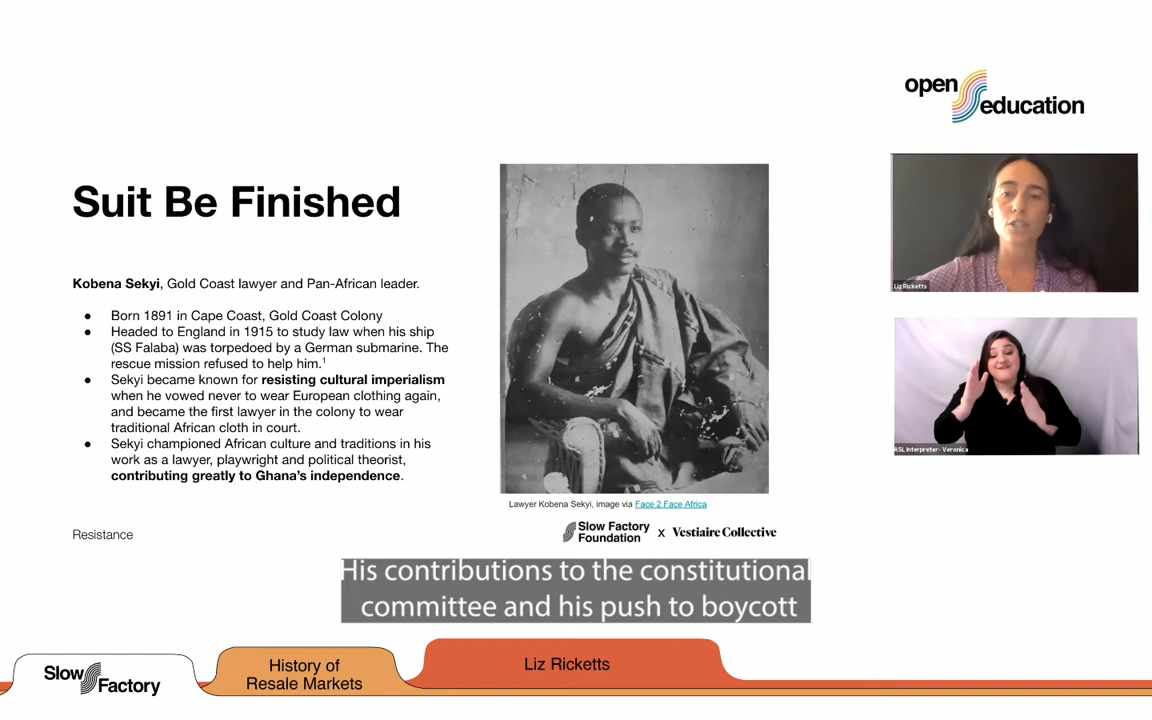 open
education
Suit Be Finished
Kobena Sekyi, Gold Coast lawyer and Pan-African leader.
● Born 1891 in Cape Coast, Gold Coast Colony
● Headed to England in 1915 to study law when his ship
(SS Falaba) was torpedoed by a German submarine. The
rescue mission refused to help him.¹
● Sekyi became known for resisting cultural imperialism
when he vowed never to wear European clothing again,
and became the first lawyer in the colony to wear
traditional African cloth in court.
● Sekyi championed African culture and traditions in his
work as a lawyer, playwright and political theorist,
contributing greatly to Ghana's independence.
Lawyer Kobena Sekyi, image via Face 2 Face Africa
Resistance
Slow Factory
Foundation
x Vestiaire Collective
Liz Ricketts
ASL Interpreter- Veronica
His contributions to the constitutional
committee and his push to boycott
Slow
Factory
History of
Resale Markets
Liz Ricketts